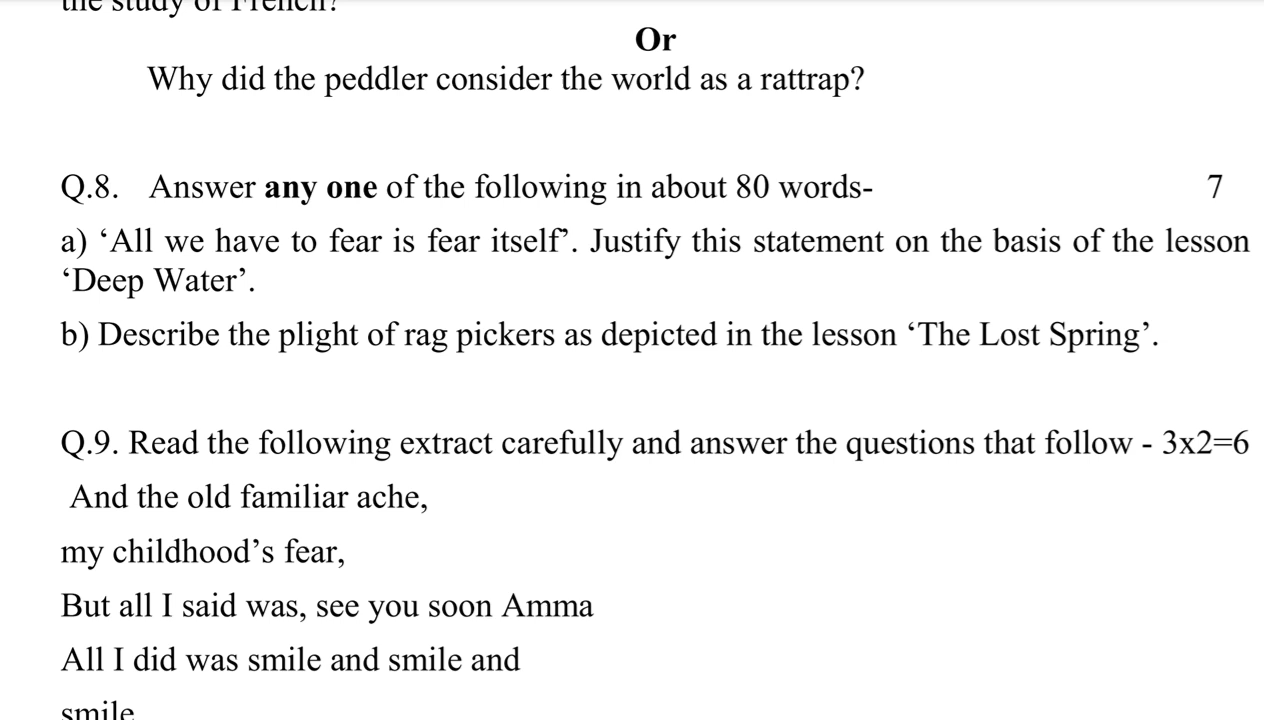 the study of French?
Or
Why did the peddler consider the world as a rattrap?
Q.8. Answer any one of the following in about 80 words- 7
a) ‘All we have to fear is fear itself’. Justify this statement on the basis of the lesson
‘Deep Water’.
b) Describe the plight of rag pickers as depicted in the lesson ‘The Lost Spring’.
Q.9. Read the following extract carefully and answer the questions that follow - 3x2=6
And the old familiar ache,
my childhood’s fear,
But all I said was, see you soon Amma
All I did was smile and smile and
smile